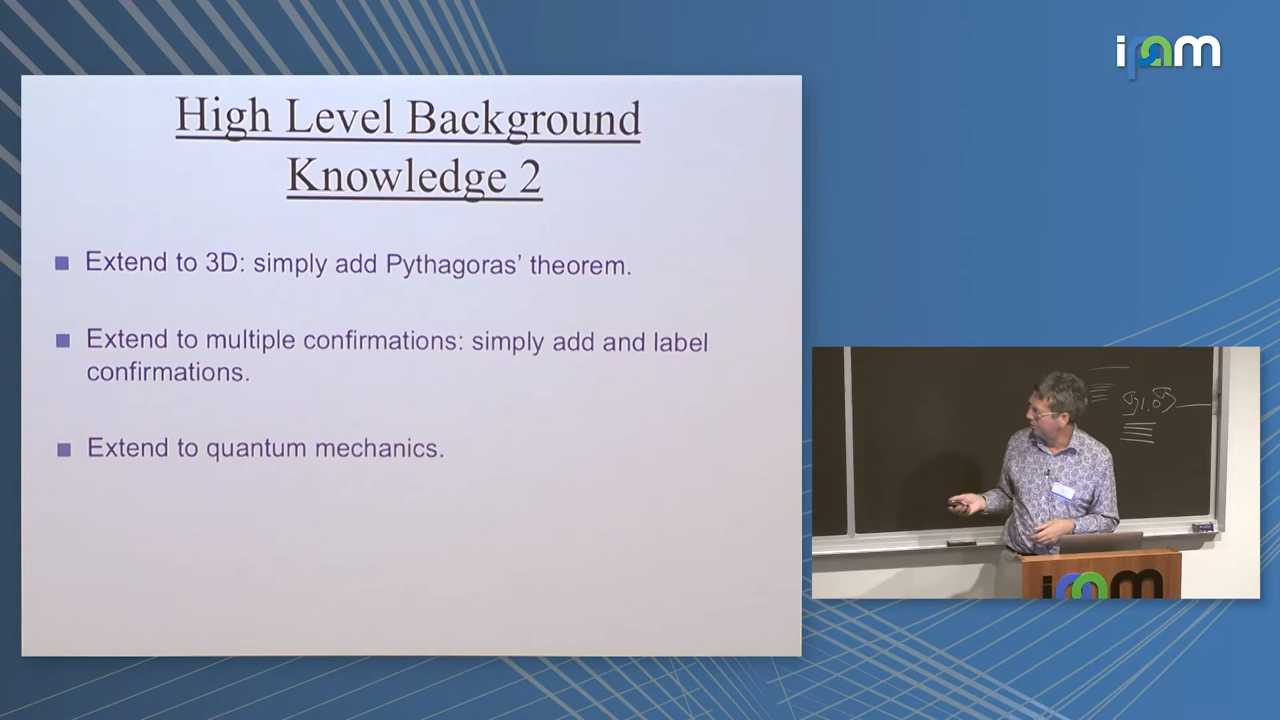 ipam
High Level Background
Knowledge 2
Extend to 3D: simply add Pythagoras’ theorem.
Extend to multiple confirmations: simply add and label
confirmations.
Extend to quantum mechanics.
ipam